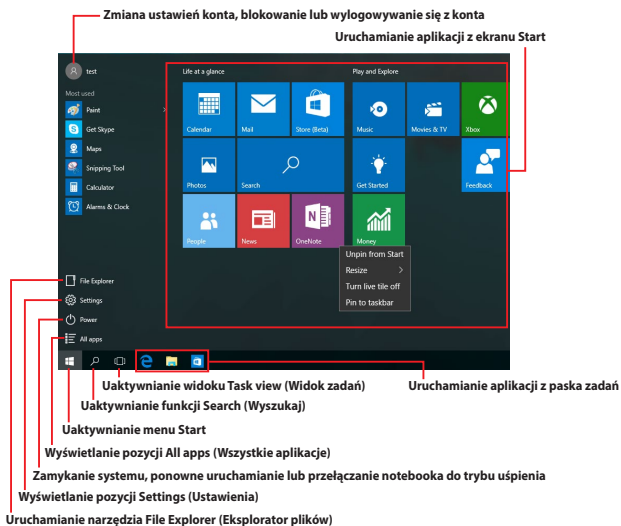 Zmiana ustawień konta, blokowanie lub wylogowywanie się z konta
Uruchamianie aplikacji z ekranu Start
test
Most used
Paint
Get Skype
Maps
Snipping Tool
Calculator
Alarms & Clock
File Explorer
Settings
Power
All apps
Life at a glance
Play and Explore
Calendar
Mail
Store (Beta)
Music
Movies & TV
Xbox
Photos
Search
Get Started
Feedback
People
News
OneNote
Money
Unpin from Start
Resize
Turn live tile off
Pin to taskbar
Uaktywnianie widoku Task view (Widok zadań)
Uruchamianie aplikacji z paska zadań
Uaktywnianie funkcji Search (Wyszukaj)
Uaktywnianie menu Start
Wyświetlanie pozycji All apps (Wszystkie aplikacje)
Zamykanie systemu, ponowne uruchamianie lub przełączanie notebooka do trybu uśpienia
Wyświetlanie pozycji Settings (Ustawienia)
Uruchamianie narzędzia File Explorer (Eksplorator plików)